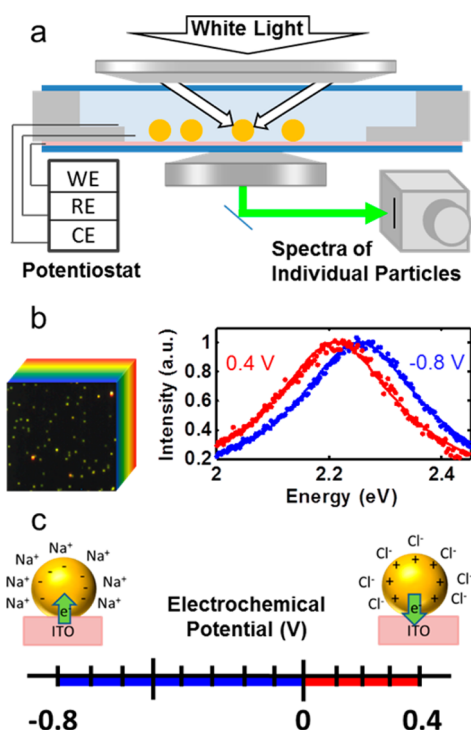 a
White Light
WE
RE
CE
Potentiostat
Spectra of
Individual Particles
b
Intensity (a.u.)
1
0.8
0.6
0.4
0.2
0.4 V
-0.8 V
2
2.2
2.4
Energy (eV)
c
Na⁺
Na⁺
Na⁺
Na⁺
Na⁺
Na⁺
Na⁺
- - - - - -
e⁻
ITO
Electrochemical
Potential (V)
Cl⁻
Cl⁻
Cl⁻
Cl⁻
Cl⁻
Cl⁻
Cl⁻
+ + + + + + +
e⁻
ITO
-0.8
0
0.4